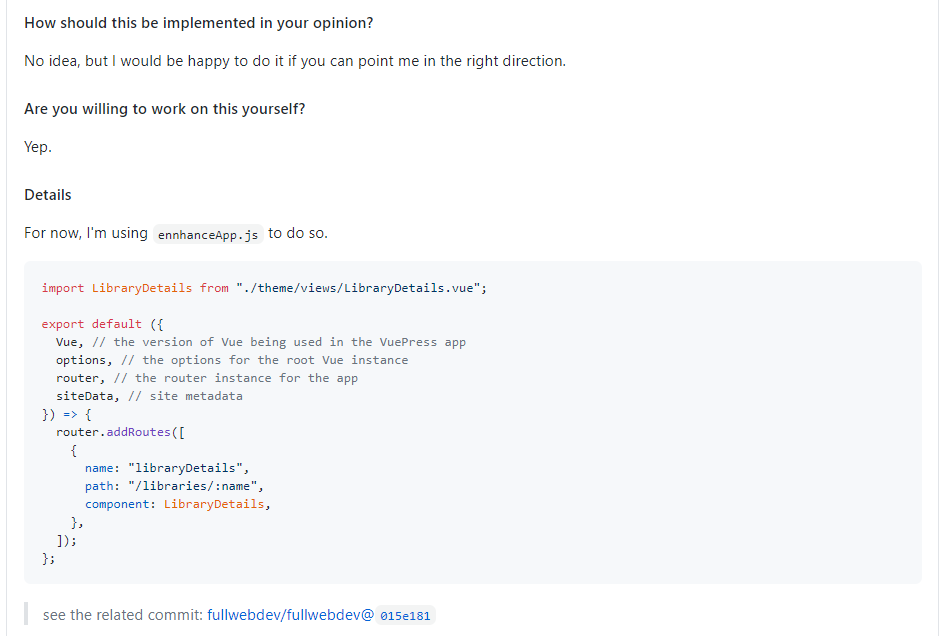 How should this be implemented in your opinion?
No idea, but I would be happy to do it if you can point me in the right direction.
Are you willing to work on this yourself?
Yep.
Details
For now, I'm using ennhanceApp.js to do so.
import LibraryDetails from "./theme/views/LibraryDetails.vue";
export default ({
  Vue, // the version of Vue being used in the VuePress app
  options, // the options for the root Vue instance
  router, // the router instance for the app
  siteData, // site metadata
}) => {
  router.addRoutes([
    {
      name: "libraryDetails",
      path: "/libraries/:name",
      component: LibraryDetails,
    },
  ]);
};
see the related commit: fullwebdev/fullwebdev@ 015e181